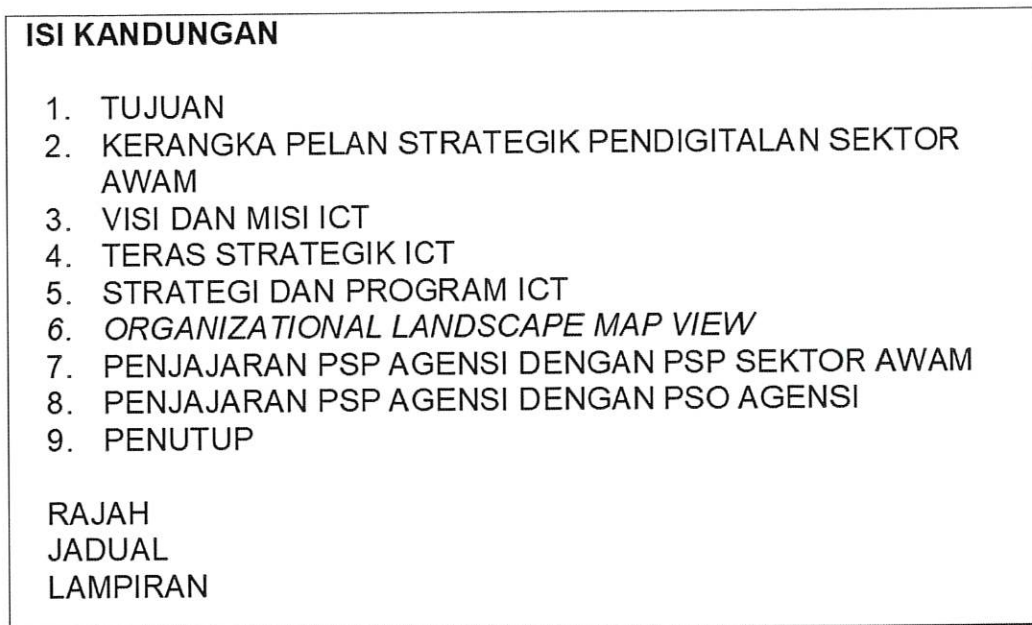 ISI KANDUNGAN
1. TUJUAN
2. KERANGKA PELAN STRATEGIK PENDIGITALAN SEKTOR
AWAM
3. VISI DAN MISI ICT
4. TERAS STRATEGIK ICT
5. STRATEGI DAN PROGRAM ICT
6. ORGANIZATIONAL LANDSCAPE MAP VIEW
7. PENJAJARAN PSP AGENSI DENGAN PSP SEKTOR AWAM
8. PENJAJARAN PSP AGENSI DENGAN PSO AGENSI
9. PENUTUP
RAJAH
JADUAL
LAMPIRAN